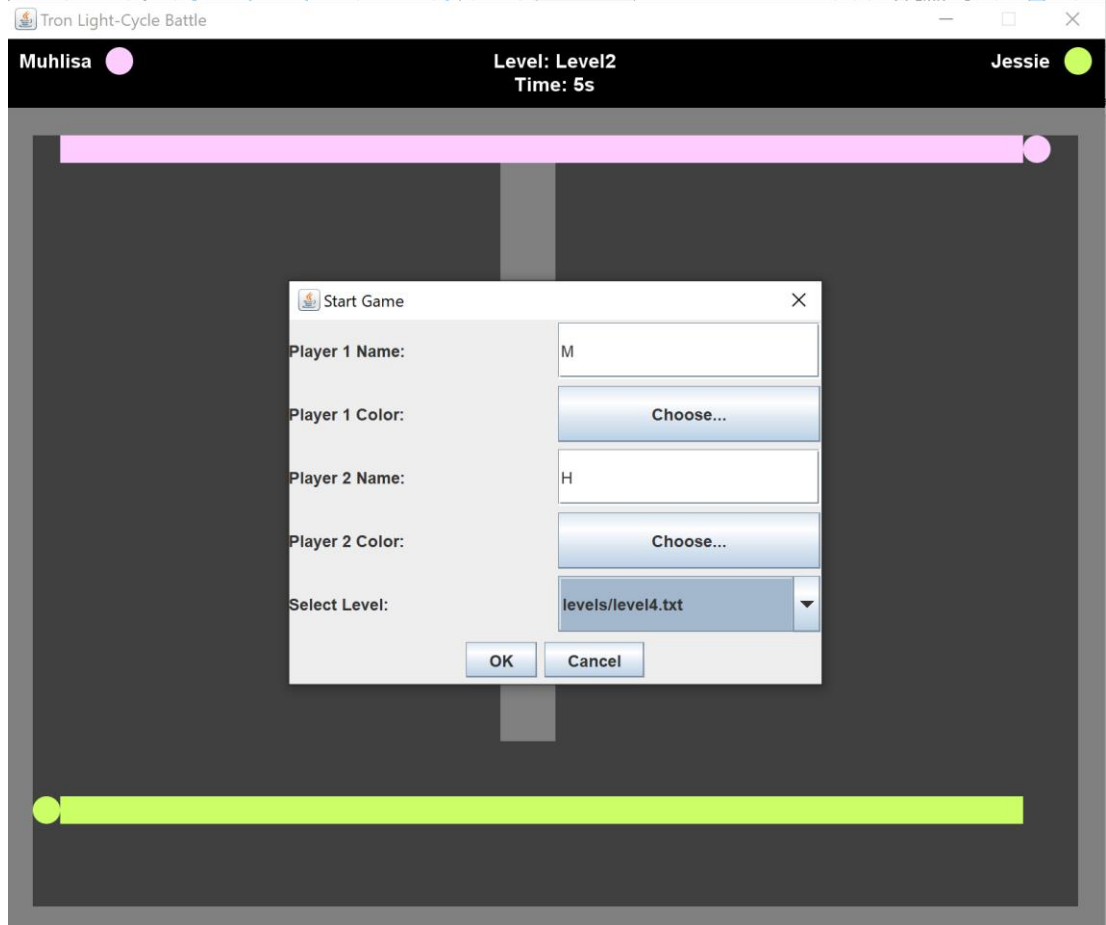 Tron Light-Cycle Battle
Muhlisa
Level: Level2
Time: 5s
Jessie
Start Game
Player 1 Name:
M
Player 1 Color:
Choose...
Player 2 Name:
H
Player 2 Color:
Choose...
Select Level:
levels/level4.txt
OK
Cancel